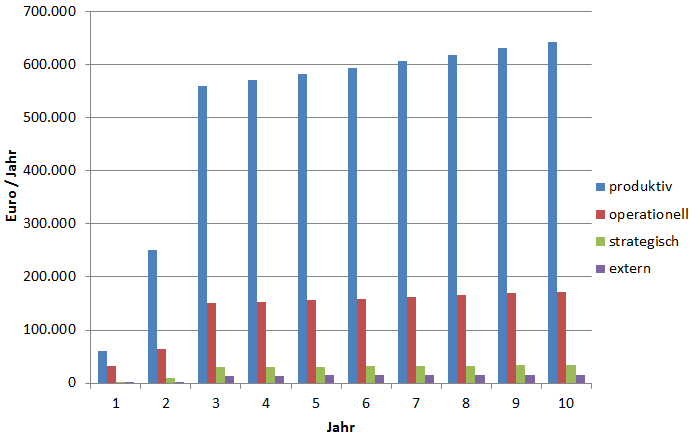 700.000
600.000
500.000
400.000
300.000
200.000
100.000
0
Euro / Jahr
1 2 3 4 5 6 7 8 9 10
Jahr
produktiv
operationell
strategisch
extern